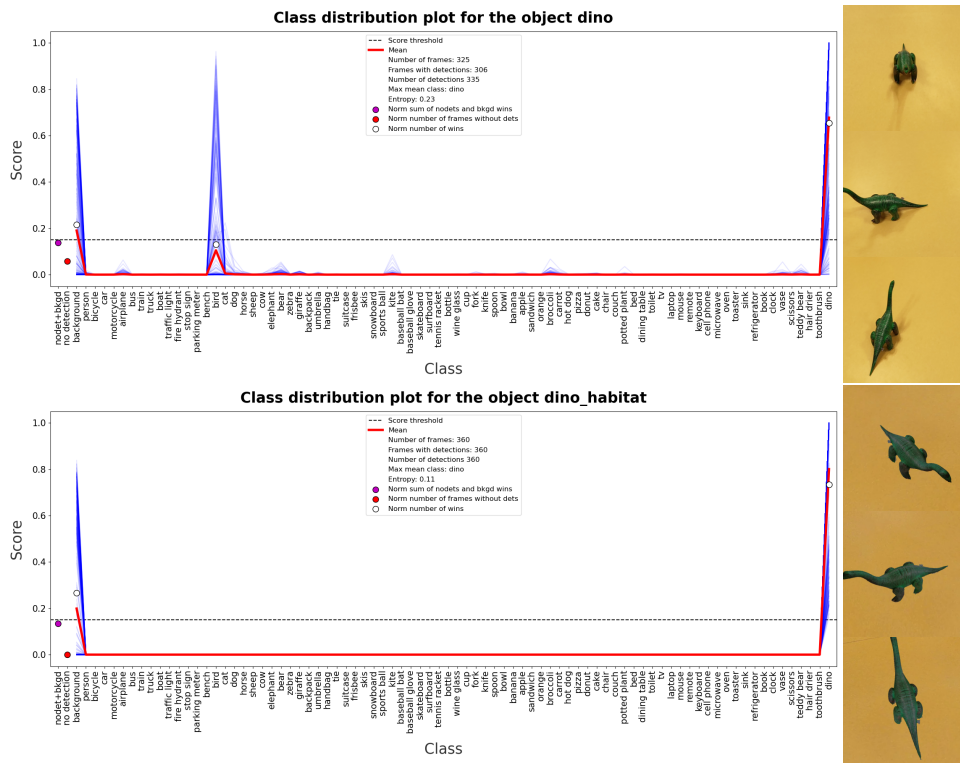 Class distribution plot for the object dino
Score
1.0
0.8
0.6
0.4
0.2
0.0
Score threshold
Mean
Number of frames: 325
Frames with detections: 306
Number of detections 335
Max mean class: dino
Entropy: 0.23
Norm sum of nodets and bkgd wins
Norm number of frames without dets
Norm number of wins
nodet+bkgd
no detection
background
person
bicycle
car
motorcycle
airplane
bus
train
truck
boat
traffic light
fire hydrant
stop sign
parking meter
bench
bird
cat
dog
horse
sheep
cow
elephant
bear
zebra
giraffe
backpack
umbrella
handbag
tie
suitcase
frisbee
skis
snowboard
sports ball
kite
baseball bat
baseball glove
skateboard
surfboard
tennis racket
bottle
wine glass
cup
fork
knife
spoon
bowl
banana
apple
sandwich
orange
broccoli
carrot
hot dog
pizza
donut
cake
chair
couch
potted plant
bed
dining table
toilet
tv
laptop
mouse
remote
keyboard
cell phone
microwave
oven
toaster
sink
refrigerator
book
clock
vase
scissors
teddy bear
hair drier
toothbrush
dino
Class
Class distribution plot for the object dino_habitat
Score
1.0
0.8
0.6
0.4
0.2
0.0
Score threshold
Mean
Number of frames: 360
Frames with detections: 360
Number of detections 360
Max mean class: dino
Entropy: 0.11
Norm sum of nodets and bkgd wins
Norm number of frames without dets
Norm number of wins
nodet+bkgd
no detection
background
person
bicycle
car
motorcycle
airplane
bus
train
truck
boat
traffic light
fire hydrant
stop sign
parking meter
bench
bird
cat
dog
horse
sheep
cow
elephant
bear
zebra
giraffe
backpack
umbrella
handbag
tie
suitcase
frisbee
skis
snowboard
sports ball
kite
baseball bat
baseball glove
skateboard
surfboard
tennis racket
bottle
wine glass
cup
fork
knife
spoon
bowl
banana
apple
sandwich
orange
broccoli
carrot
hot dog
pizza
donut
cake
chair
couch
potted plant
bed
dining table
toilet
tv
laptop
mouse
remote
keyboard
cell phone
microwave
oven
toaster
sink
refrigerator
book
clock
vase
scissors
teddy bear
hair drier
toothbrush
dino
Class